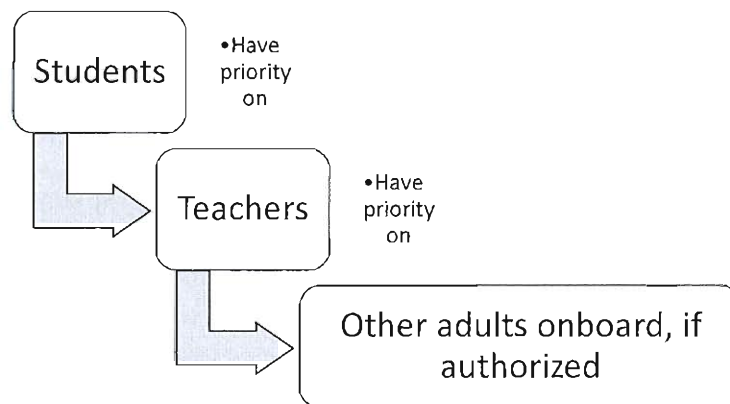 Students
•Have
priority
on
Teachers
•Have
priority
on
Other adults onboard, if
authorized